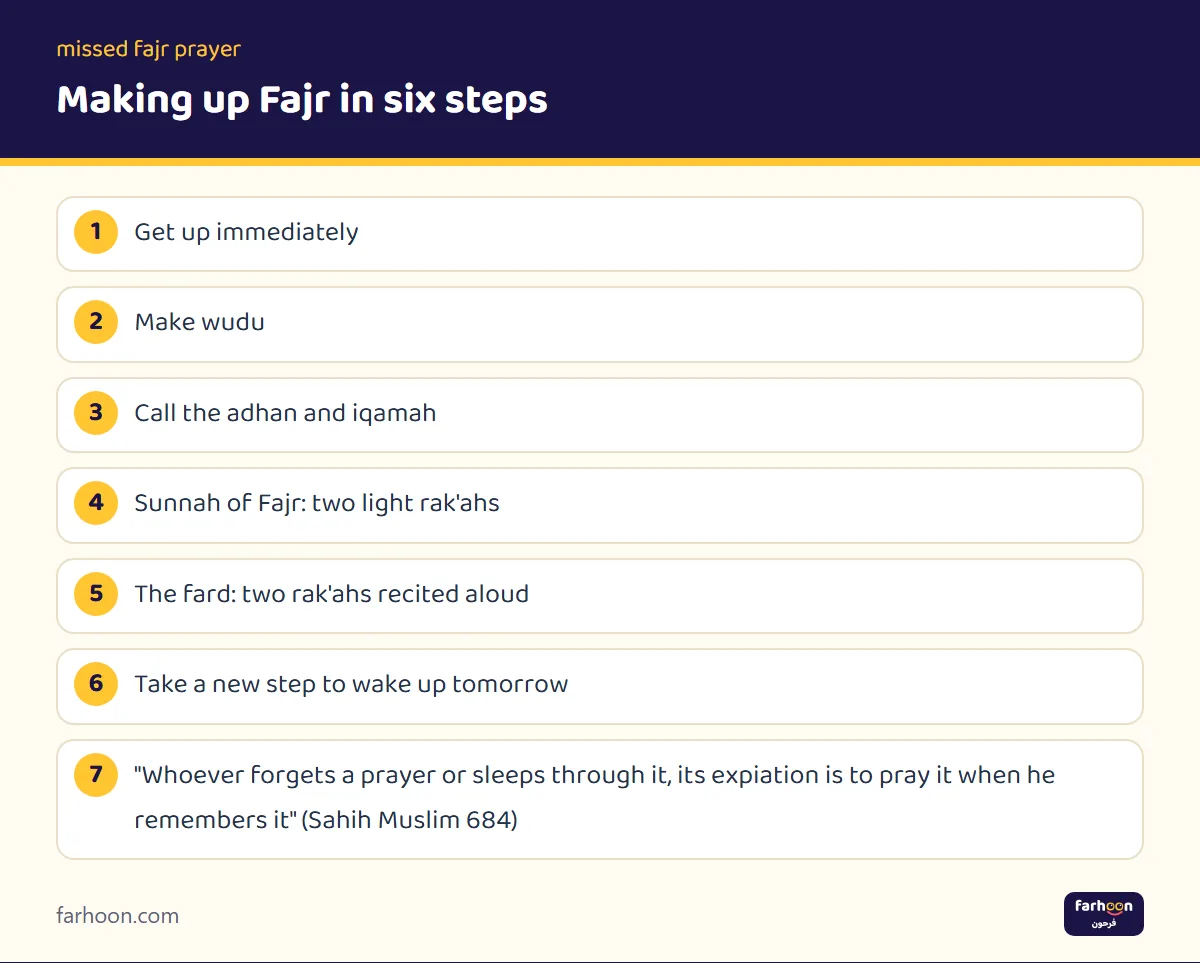 missed fajr prayer
Making up Fajr in six steps
1 Get up immediately
2 Make wudu
3 Call the adhan and iqamah
4 Sunnah of Fajr: two light rak'ahs
5 The fard: two rak'ahs recited aloud
6 Take a new step to wake up tomorrow
7 "Whoever forgets a prayer or sleeps through it, its expiation is to pray it when he
remembers it" (Sahih Muslim 684)
farhoon.com
farhoon
فرحون